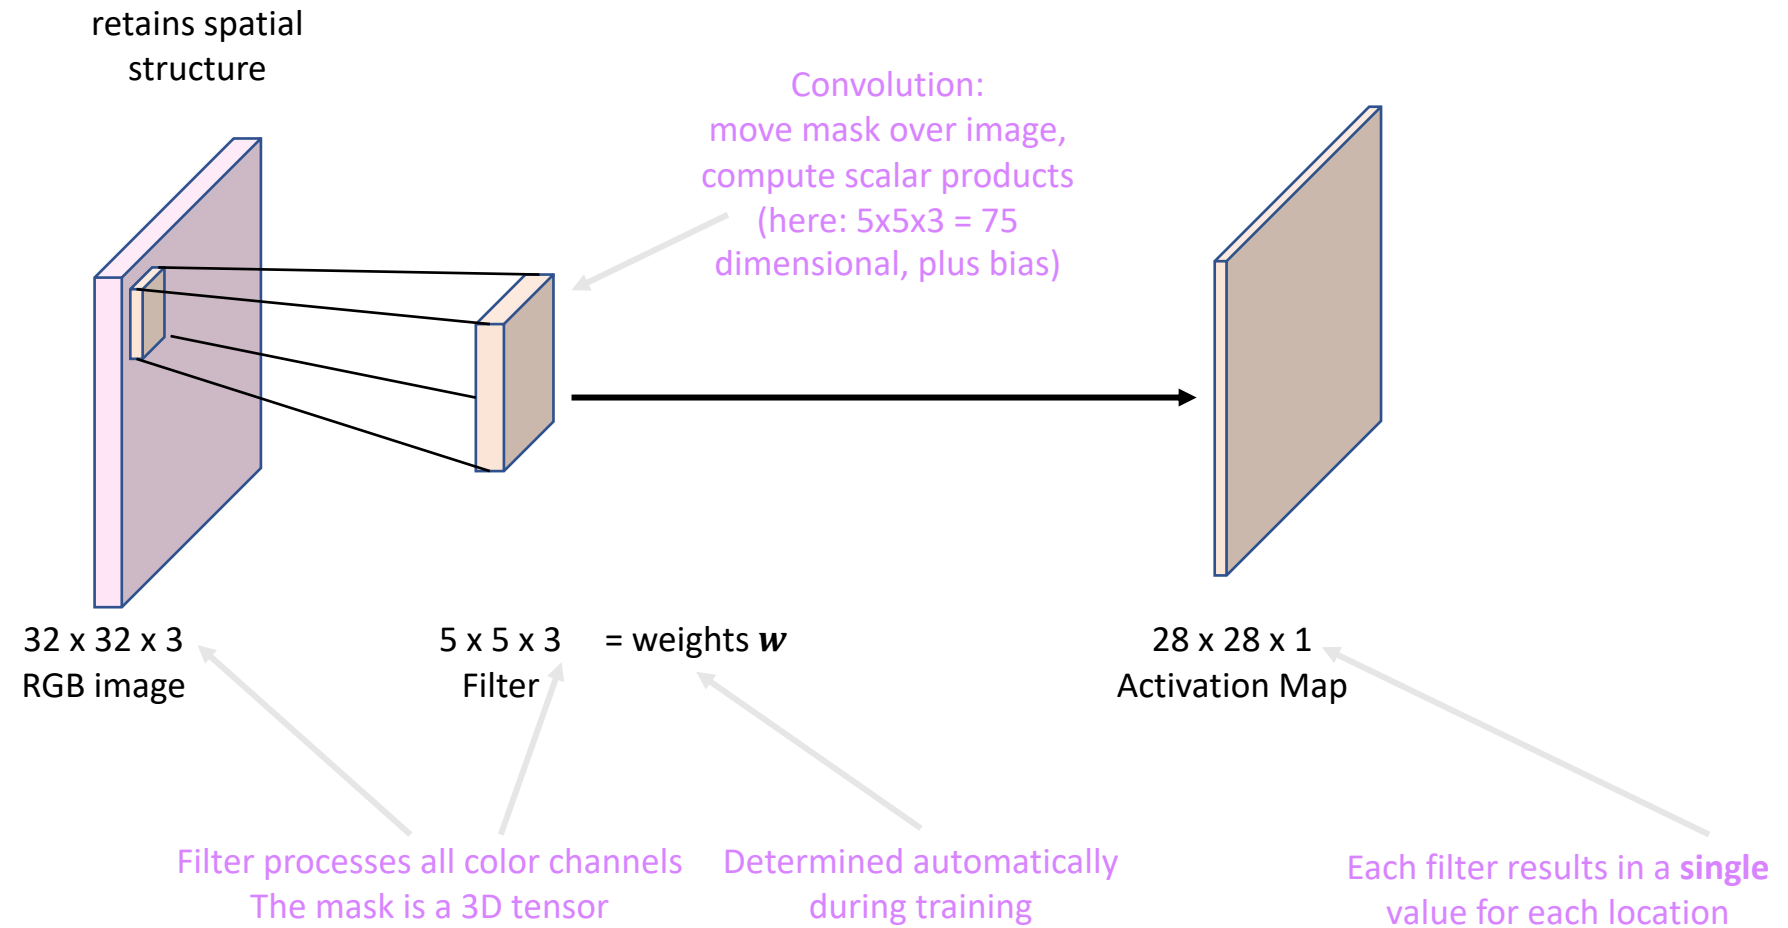 retains spatial
structure
Convolution:
move mask over image,
compute scalar products
(here: 5x5x3 = 75
dimensional, plus bias)
32 x 32 x 3
RGB image
5 x 5 x 3
Filter
= weights w
28 x 28 x 1
Activation Map
Filter processes all color channels
The mask is a 3D tensor
Determined automatically
during training
Each filter results in a single
value for each location